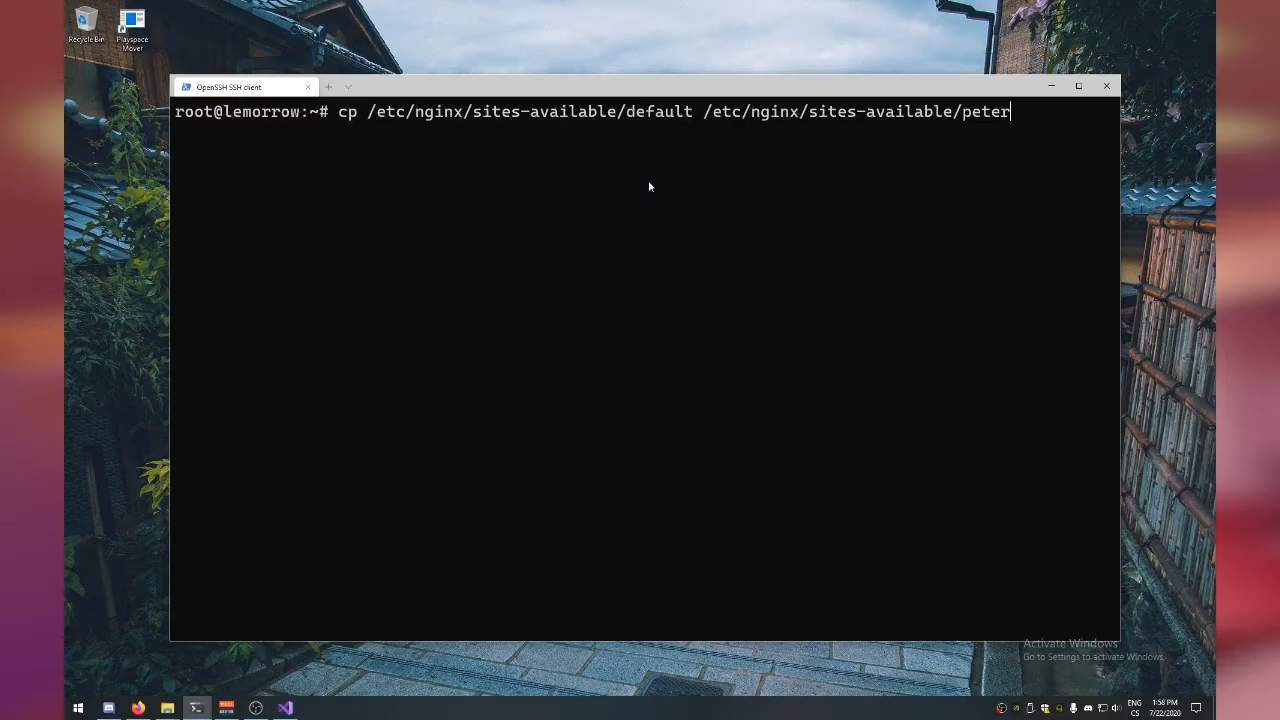 Recycle Bin
Playspace
Mover
OpenSSH SSH client
root@lemorrow:~# cp /etc/nginx/sites-available/default /etc/nginx/sites-available/peter
Activate Windows
Go to Settings to activate Windows.
ENG
CS
1:58 PM
7/22/2020